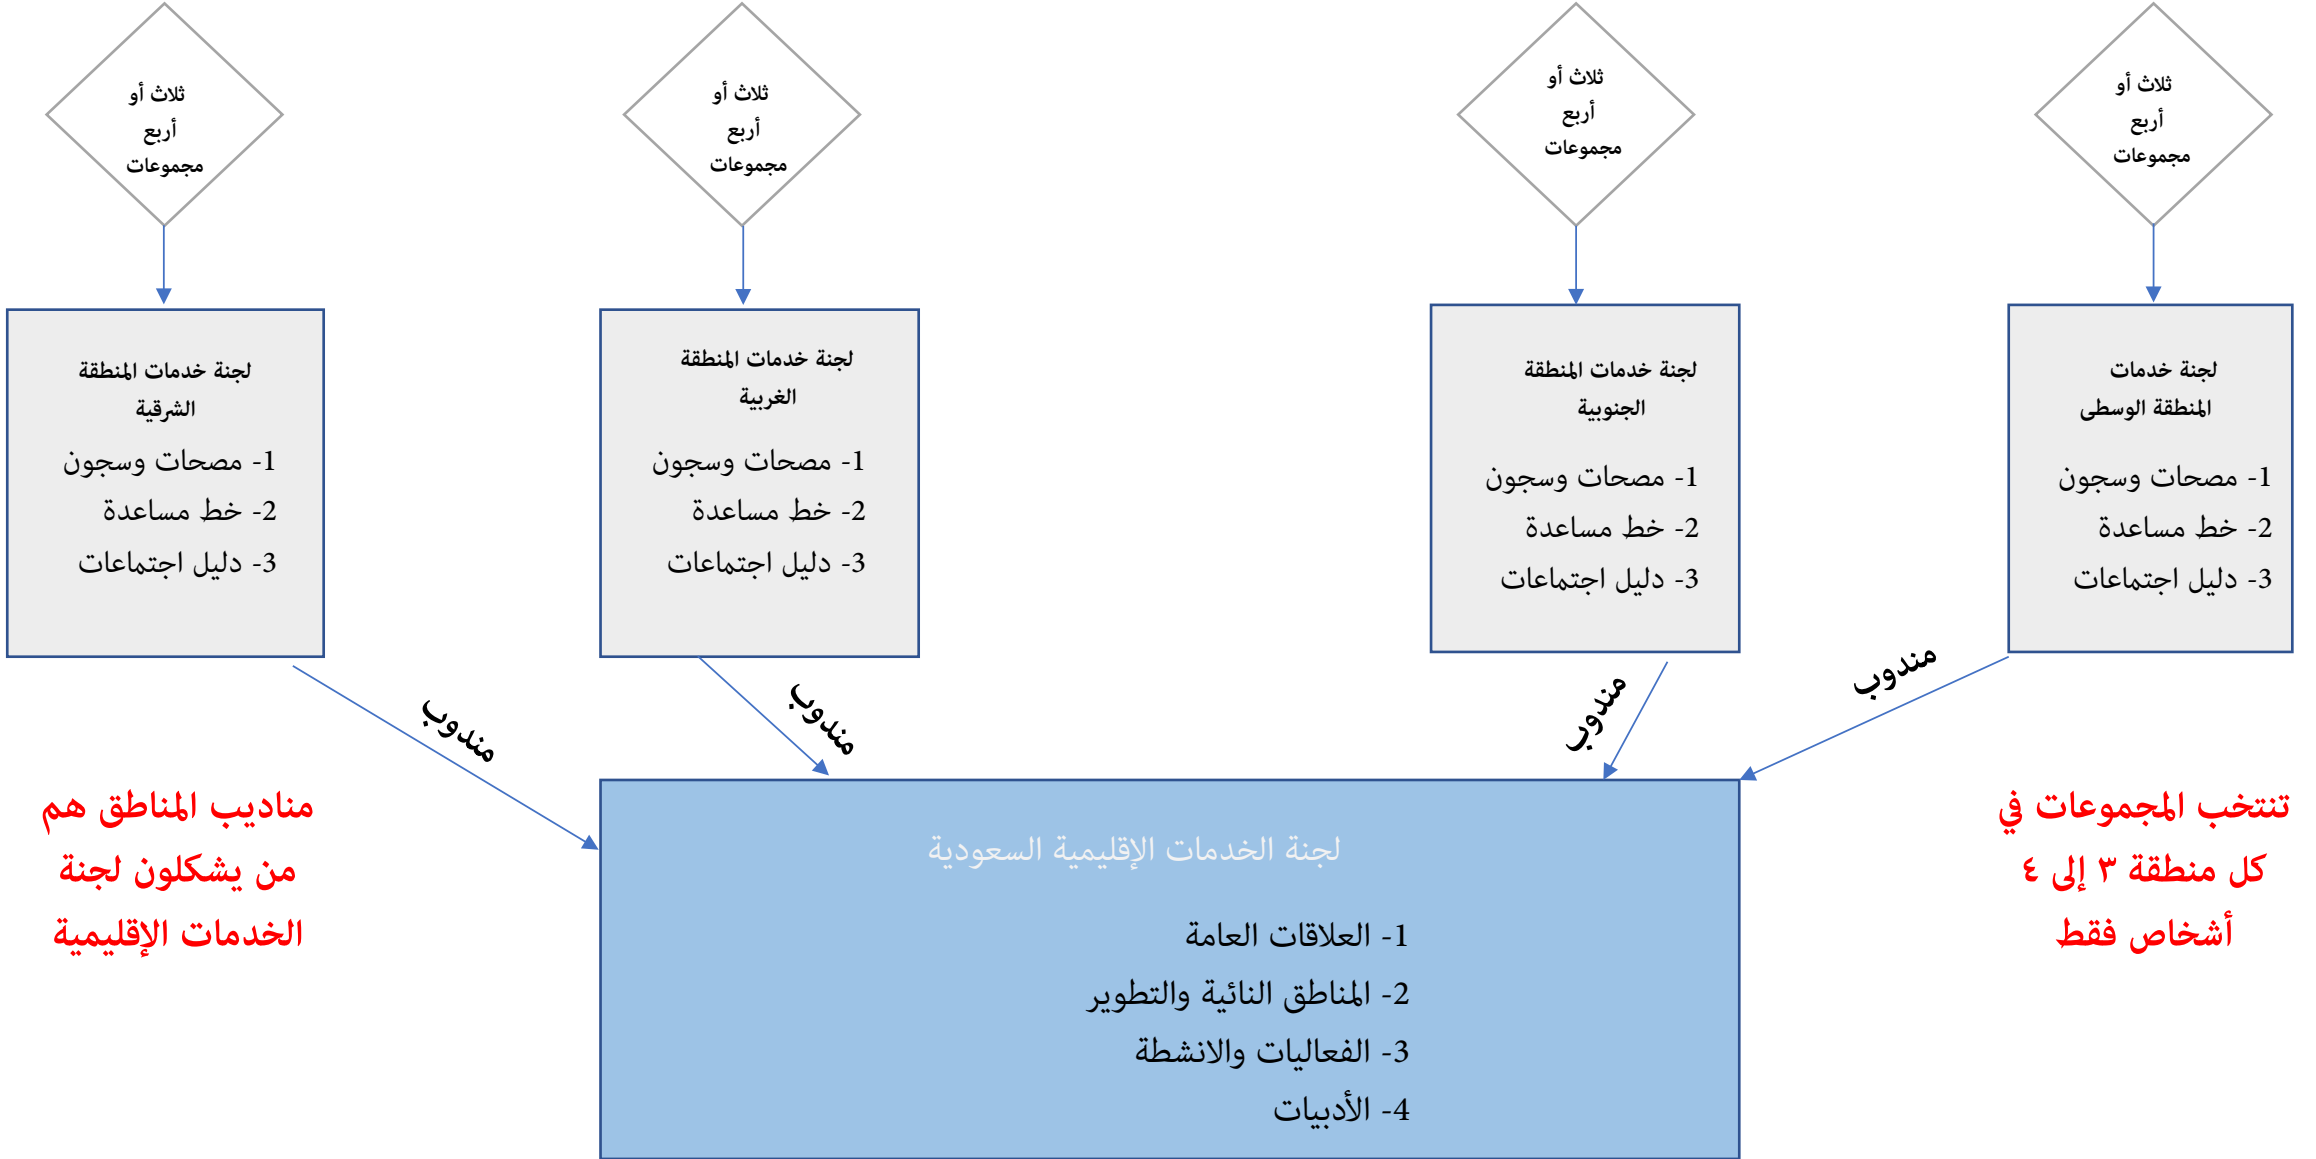 ثلاث أو
أربع
مجموعات
ثلاث أو
أربع
مجموعات
ثلاث أو
أربع
مجموعات
ثلاث أو
أربع
مجموعات
لجنة خدمات
المنطقة الوسطى
1- مصحات وسجون
2- خط مساعدة
3- دليل اجتماعات
لجنة خدمات المنطقة
الجنوبية
1- مصحات وسجون
2- خط مساعدة
3- دليل اجتماعات
لجنة خدمات المنطقة
الغربية
1- مصحات وسجون
2- خط مساعدة
3- دليل اجتماعات
لجنة خدمات المنطقة
الشرقية
1- مصحات وسجون
2- خط مساعدة
3- دليل اجتماعات
مندوب
مندوب
مندوب
مندوب
تنتخب المجموعات في
كل منطقة ٣ إلى ٤
أشخاص فقط
لجنة الخدمات الإقليمية السعودية
1- العلاقات العامة
2- المناطق النائية والتطوير
3- الفعاليات والانشطة
4- الأدبيات
مناديب المناطق هم
من يشكلون لجنة
الخدمات الإقليمية